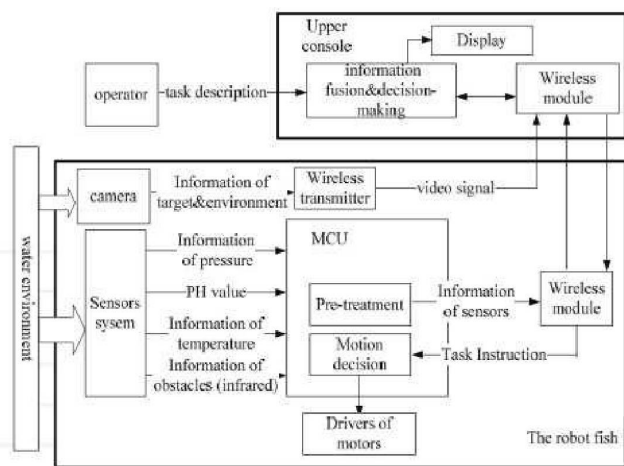 Upper
console
Display
operator
task description
information
fusion&decision-
making
Wireless
module
water environment
camera
Information of
target&environment
Wireless
transmitter
video signal
Sensors
sysem
Information
of pressure
PH value
Information of
temperature
Information of
obstacles (infrared)
MCU
Pre-treatment
Information
of sensors
Wireless
module
Motion
decision
Task Instruction
Drivers of
motors
The robot fish